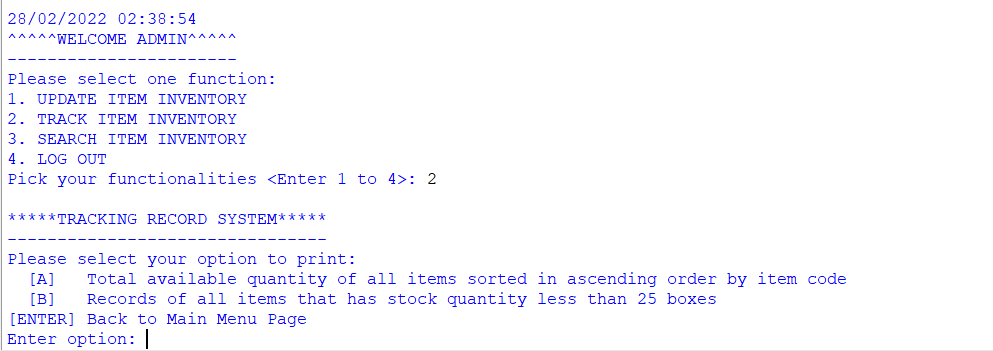 28/02/2022 02:38:54
^^^^^WELCOME ADMIN^^^^^
-----------------------
Please select one function:
1. UPDATE ITEM INVENTORY
2. TRACK ITEM INVENTORY
3. SEARCH ITEM INVENTORY
4. LOG OUT
Pick your functionalities <Enter 1 to 4>: 2
*****TRACKING RECORD SYSTEM*****
--------------------------------
Please select your option to print:
[A] Total available quantity of all items sorted in ascending order by item code
[B] Records of all items that has stock quantity less than 25 boxes
[ENTER] Back to Main Menu Page
Enter option: